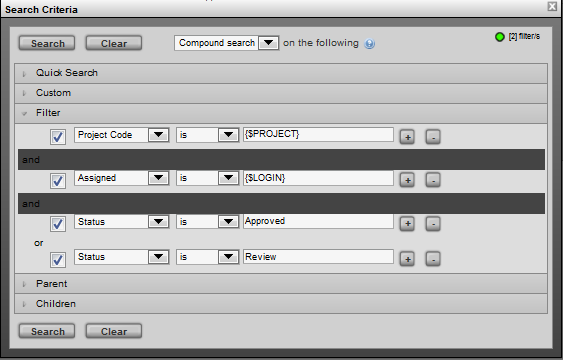 Search Criteria
Search Clear Compound search on the following [2] filter/s
Quick Search
Custom
Filter
Project Code is {$PROJECT} + -
and
Assigned is {$LOGIN} + -
and
Status is Approved + -
or
Status is Review + -
Parent
Children
Search Clear